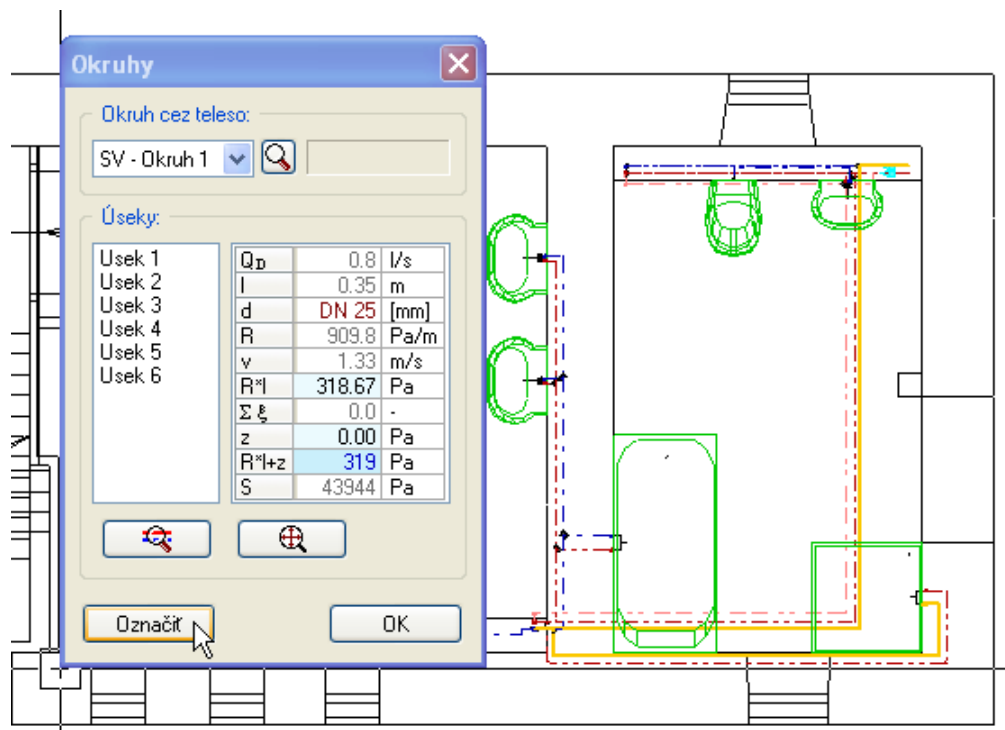 Okruhy
Okruh cez teleso:
SV - Okruh 1
Úseky:
Usek 1
Usek 2
Usek 3
Usek 4
Usek 5
Usek 6
QD 0.8 l/s
l 0.35 m
d DN 25 [mm]
R 909.8 Pa/m
v 1.33 m/s
R*l 318.67 Pa
Σ ξ 0.0 -
z 0.00 Pa
R*l+z 319 Pa
S 43944 Pa
Označiť OK